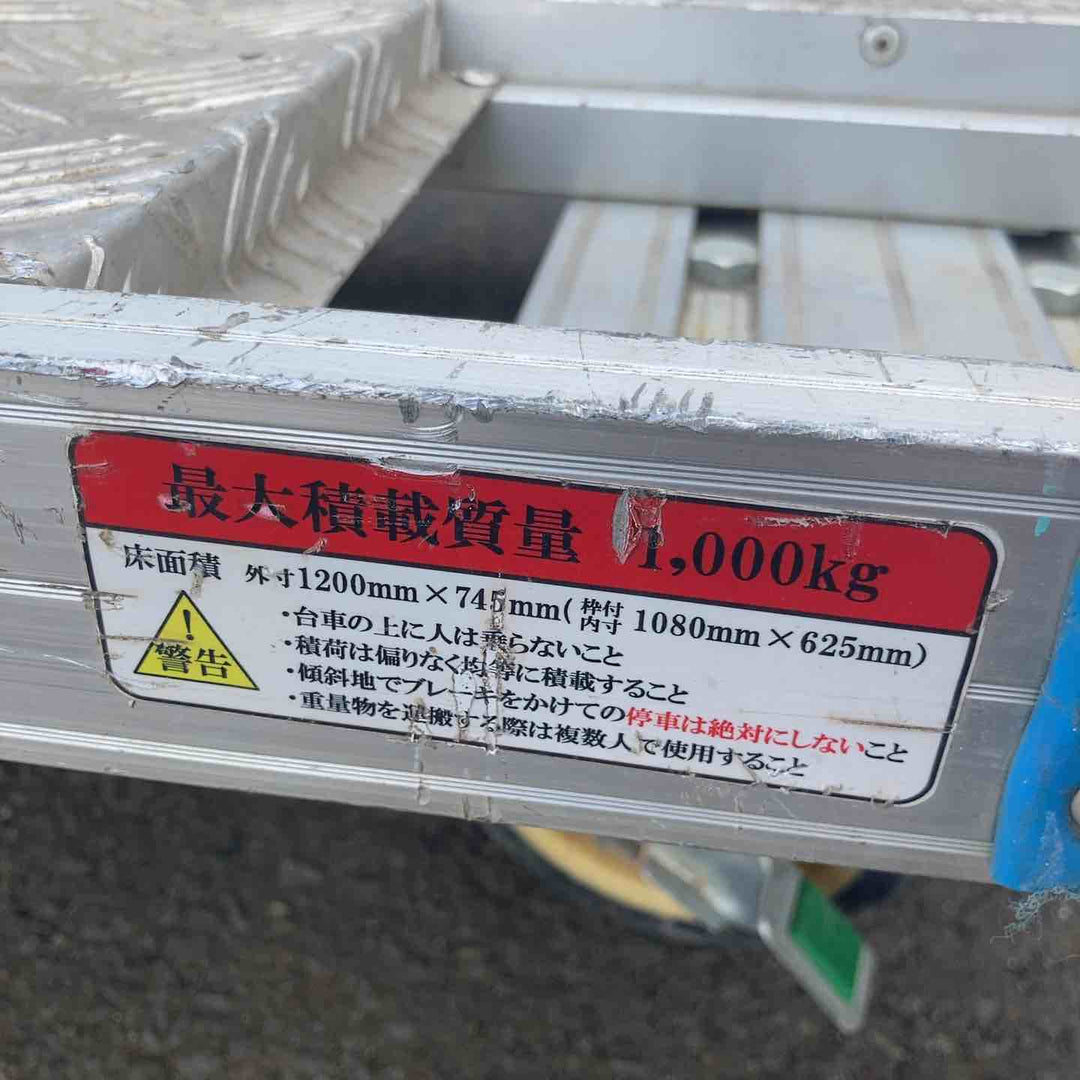 最大積載質量 1,000kg
床面積 外寸1200mm×745mm(枠付内寸 1080mm×625mm)
警告
・台車の上に人は乗らないこと
・積荷は偏りなく均等に積載すること
・傾斜地でブレーキをかけての停車は絶対にしないこと
・重量物を運搬する際は複数人で使用すること